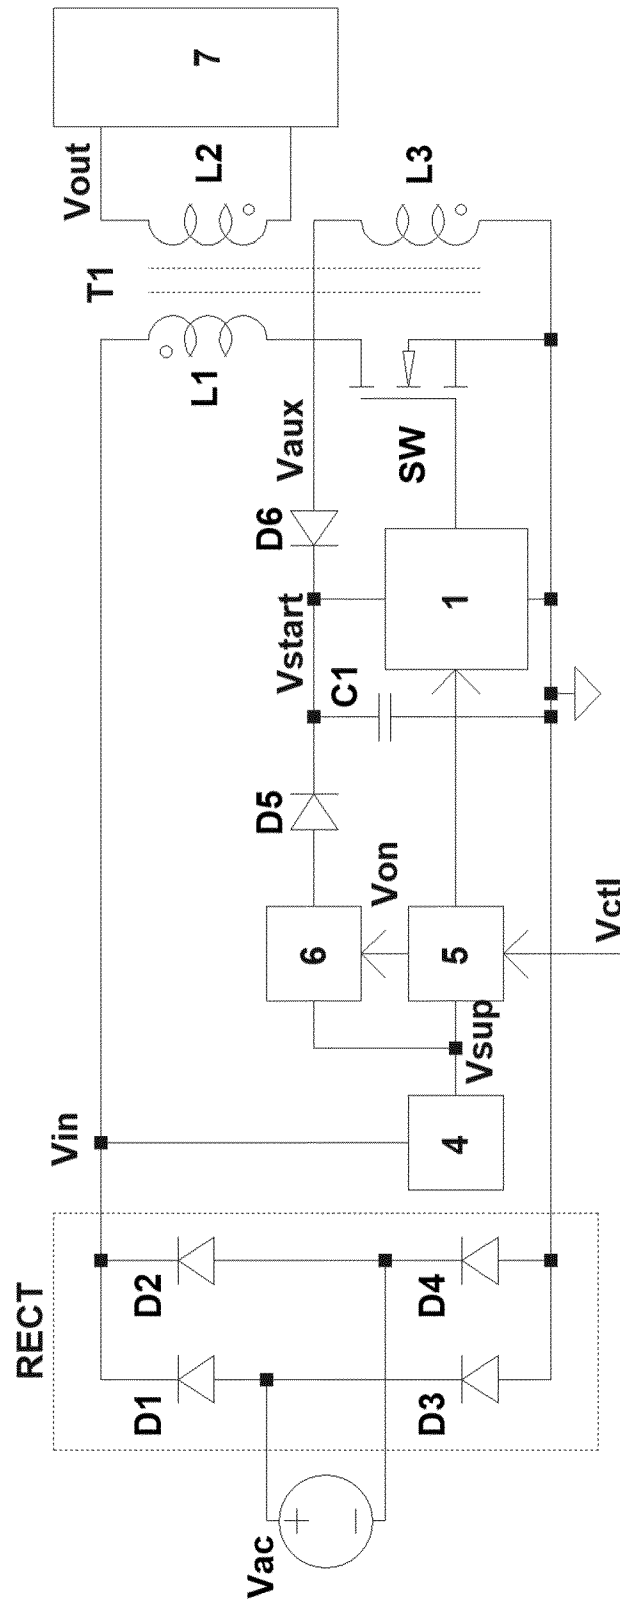 RECT
Vac
+
−
D1
D2
D3
D4
Vin
4
Vsup
5
6
Von
Vctl
D5
C1
Vstart
D6
Vaux
1
SW
T1
L1
L2
L3
Vout
7